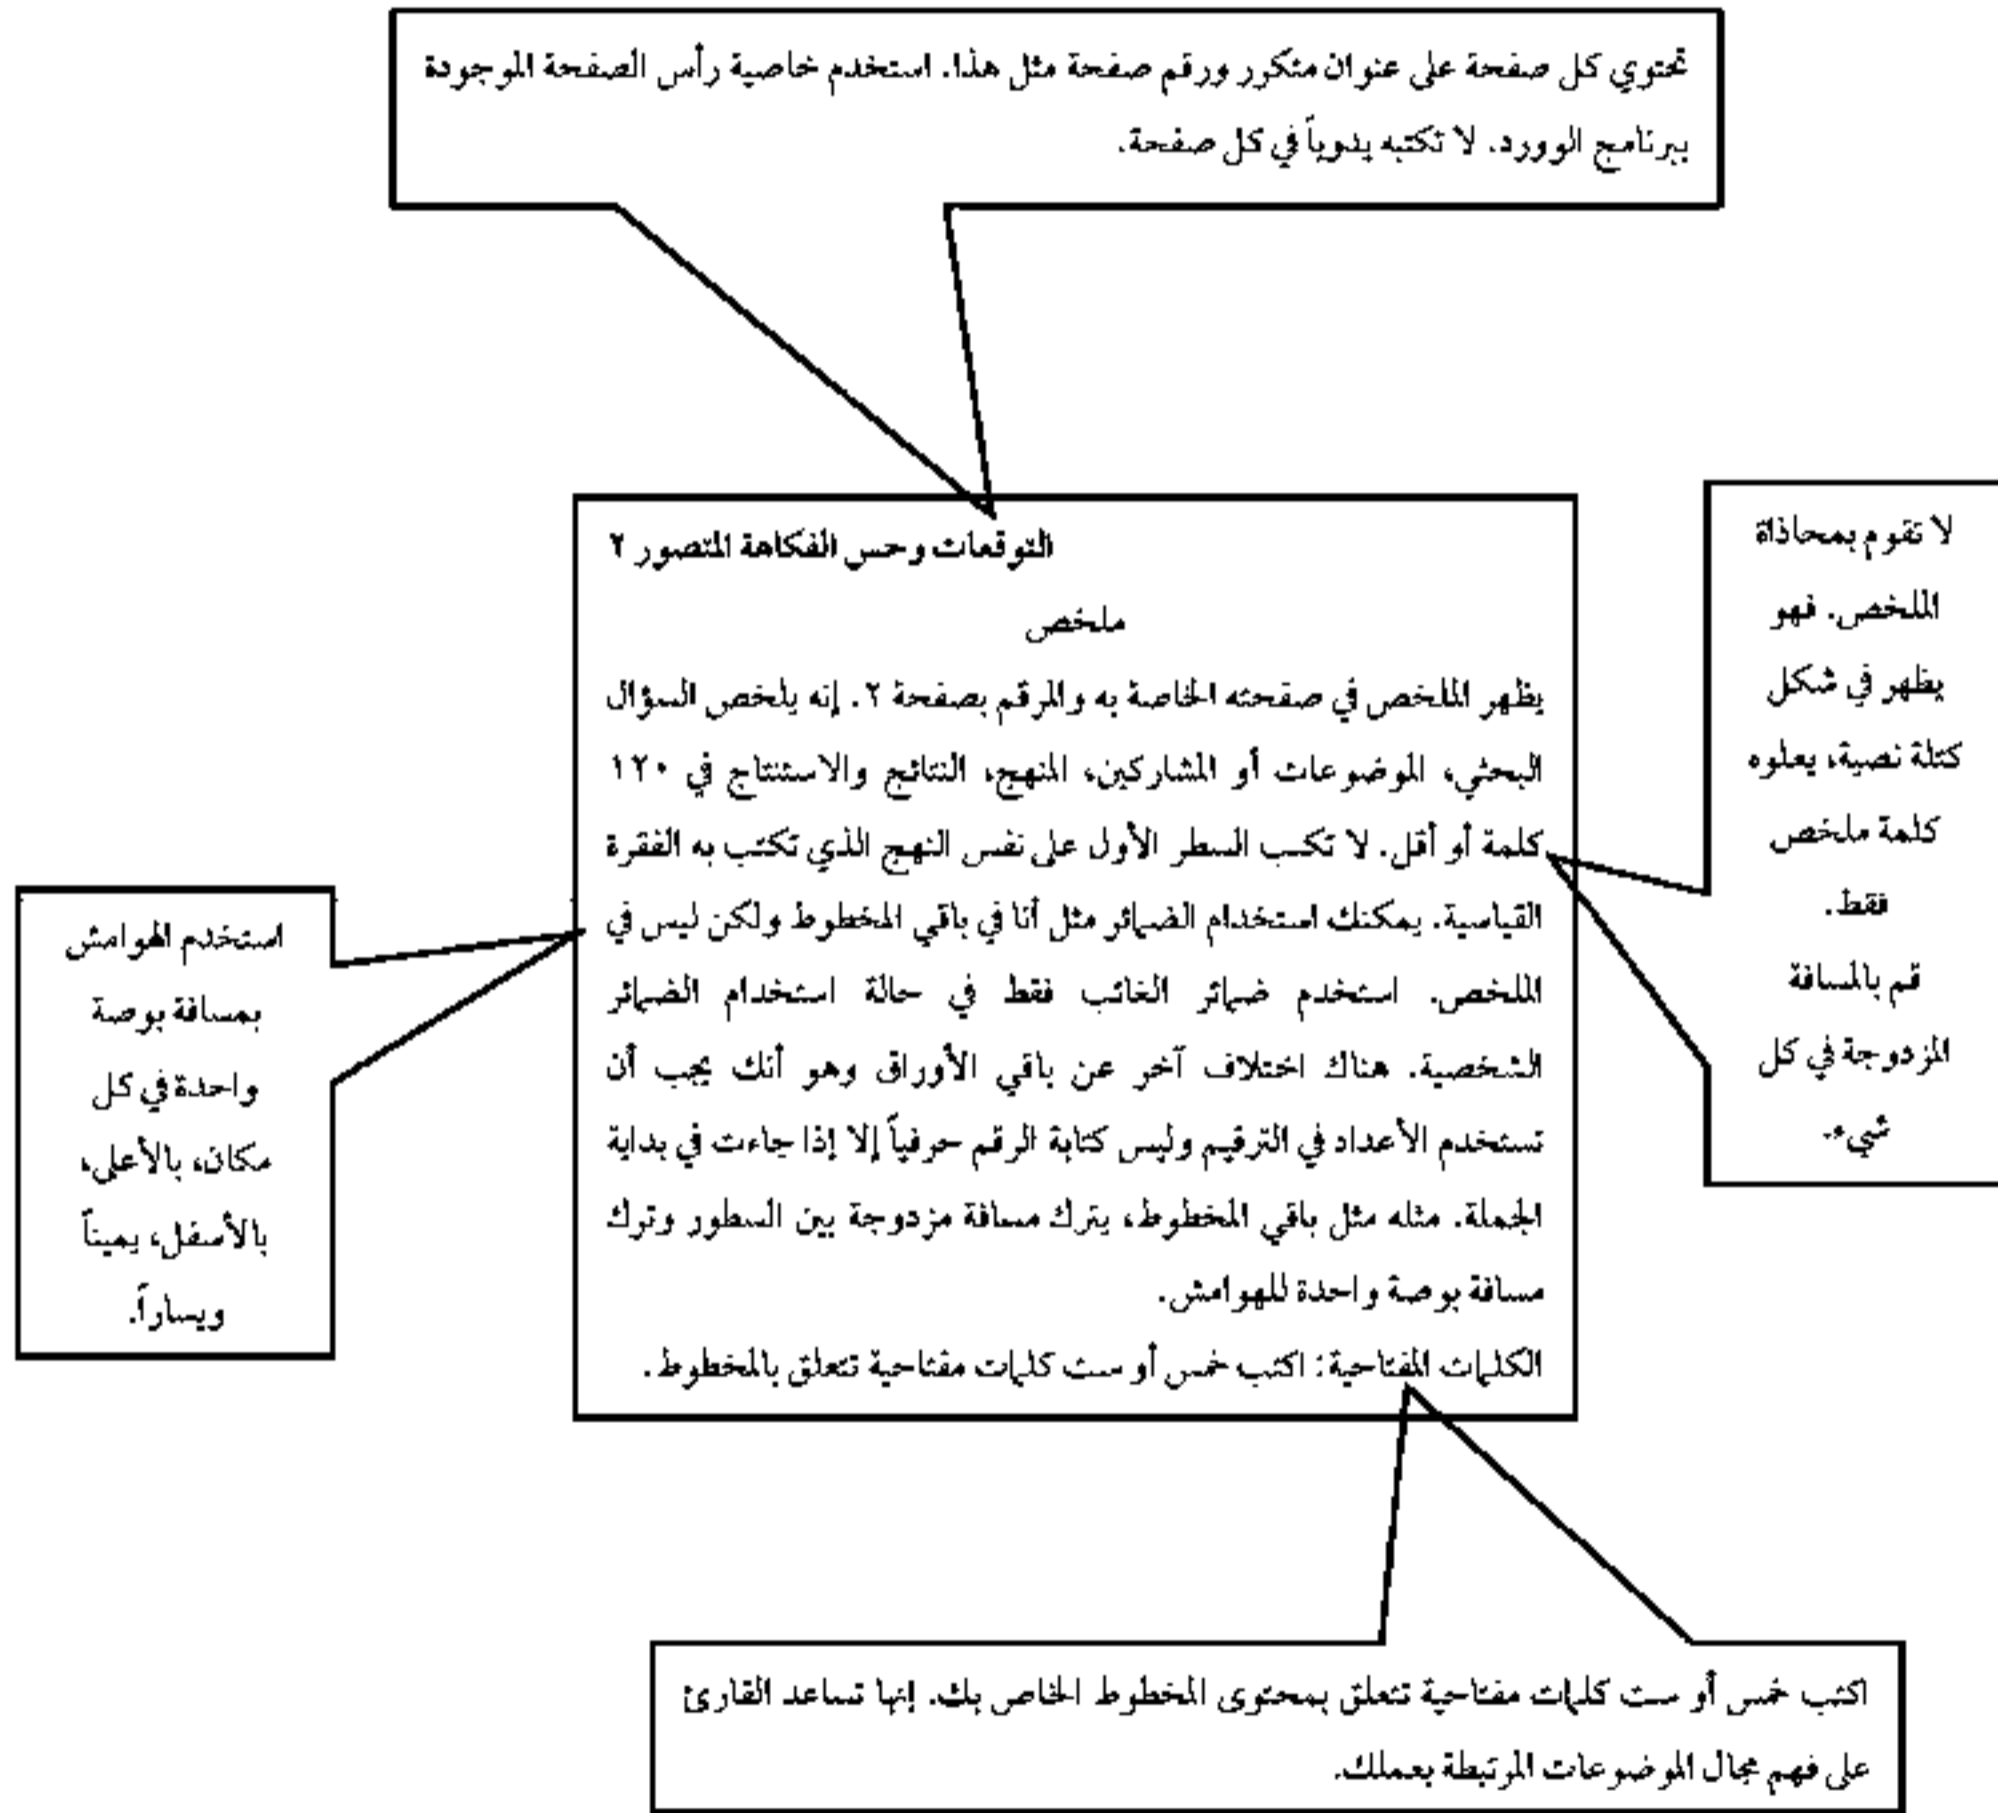 تحتوي كل صفحة على عنوان متكرر ورقم صفحة مثل هذا. استخدم خاصية رأس الصفحة الموجودة
ببرنامج الوورد. لا تكتبه يدوياً في كل صفحة.
التوقعات وحس الفكاهة المتصور ٢
ملخص
يظهر الملخص في صفحته الخاصة به والمرقم بصفحة ٢. إنه يلخص السؤال
البحثي، الموضوعات أو المشاركين، المنهج، النتائج والاستنتاج في ١٢٠
كلمة أو أقل. لا تكتب السطر الأول على نفس النهج الذي تكتب به الفقرة
القياسية. يمكنك استخدام الضمائر مثل أنا في باقي المخطوط ولكن ليس في
الملخص. استخدم ضمائر الغائب فقط في حالة استخدام الضمائر
الشخصية. هناك اختلاف آخر عن باقي الأوراق وهو أنك يجب أن
تستخدم الأعداد في الترقيم وليس كتابة الرقم حرفياً إلا إذا جاءت في بداية
الجملة. مثله مثل باقي المخطوط، يترك مسافة مزدوجة بين السطور وترك
مسافة بوصة واحدة للهوامش.
الكلمات المفتاحية: اكتب خمس أو ست كلمات مفتاحية تتعلق بالمخطوط.
لا تقوم بمحاذاة
الملخص. فهو
يظهر في شكل
كتلة نصية، يعلوه
كلمة ملخص
فقط.
قم بالمسافة
المزدوجة في كل
شيء.
استخدم الهوامش
بمسافة بوصة
واحدة في كل
مكان، بالأعلى،
بالأسفل، يميناً
ويساراً.
اكتب خمس أو ست كلمات مفتاحية تتعلق بمحتوى المخطوط الخاص بك. إنها تساعد القارئ
على فهم مجال الموضوعات المرتبطة بعملك.